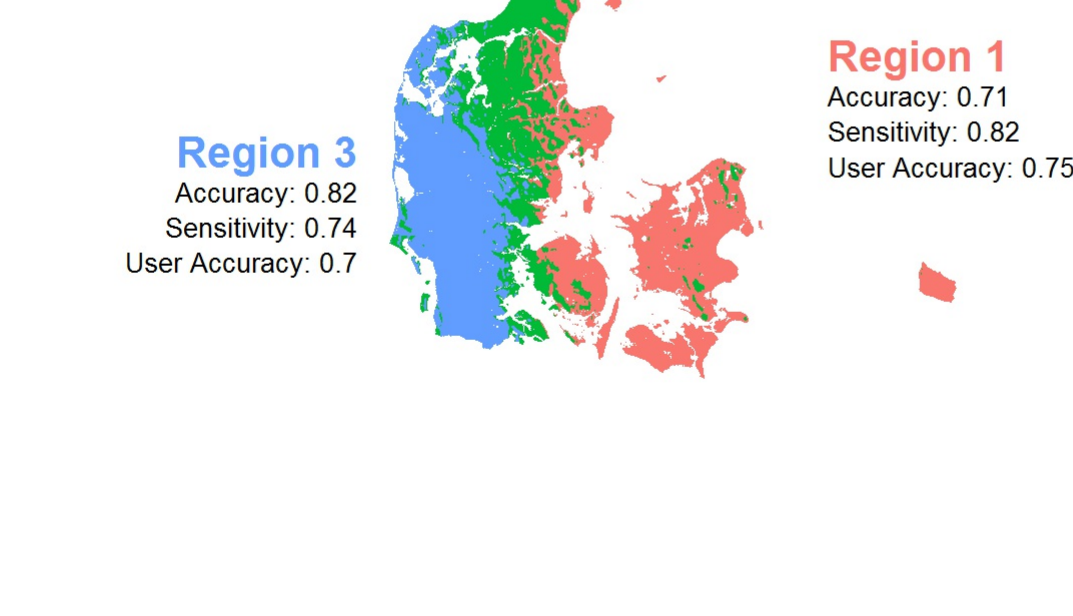 Region 3
Accuracy: 0.82
Sensitivity: 0.74
User Accuracy: 0.7
Region 1
Accuracy: 0.71
Sensitivity: 0.82
User Accuracy: 0.75